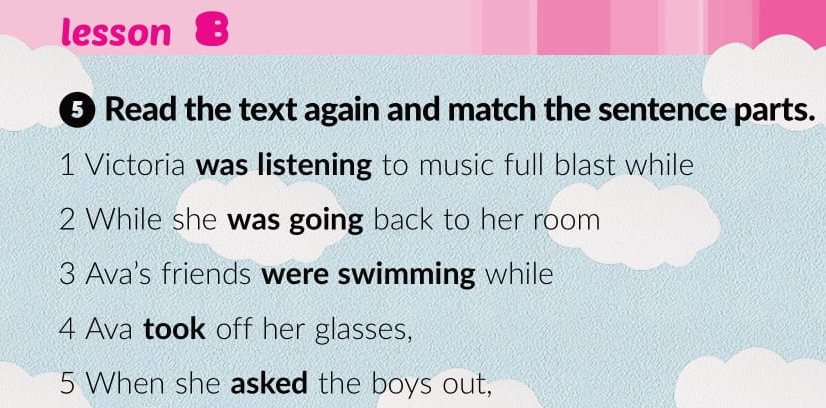 lesson 8
5 Read the text again and match the sentence parts.
1 Victoria was listening to music full blast while
2 While she was going back to her room
3 Ava's friends were swimming while
4 Ava took off her glasses,
5 When she asked the boys out,